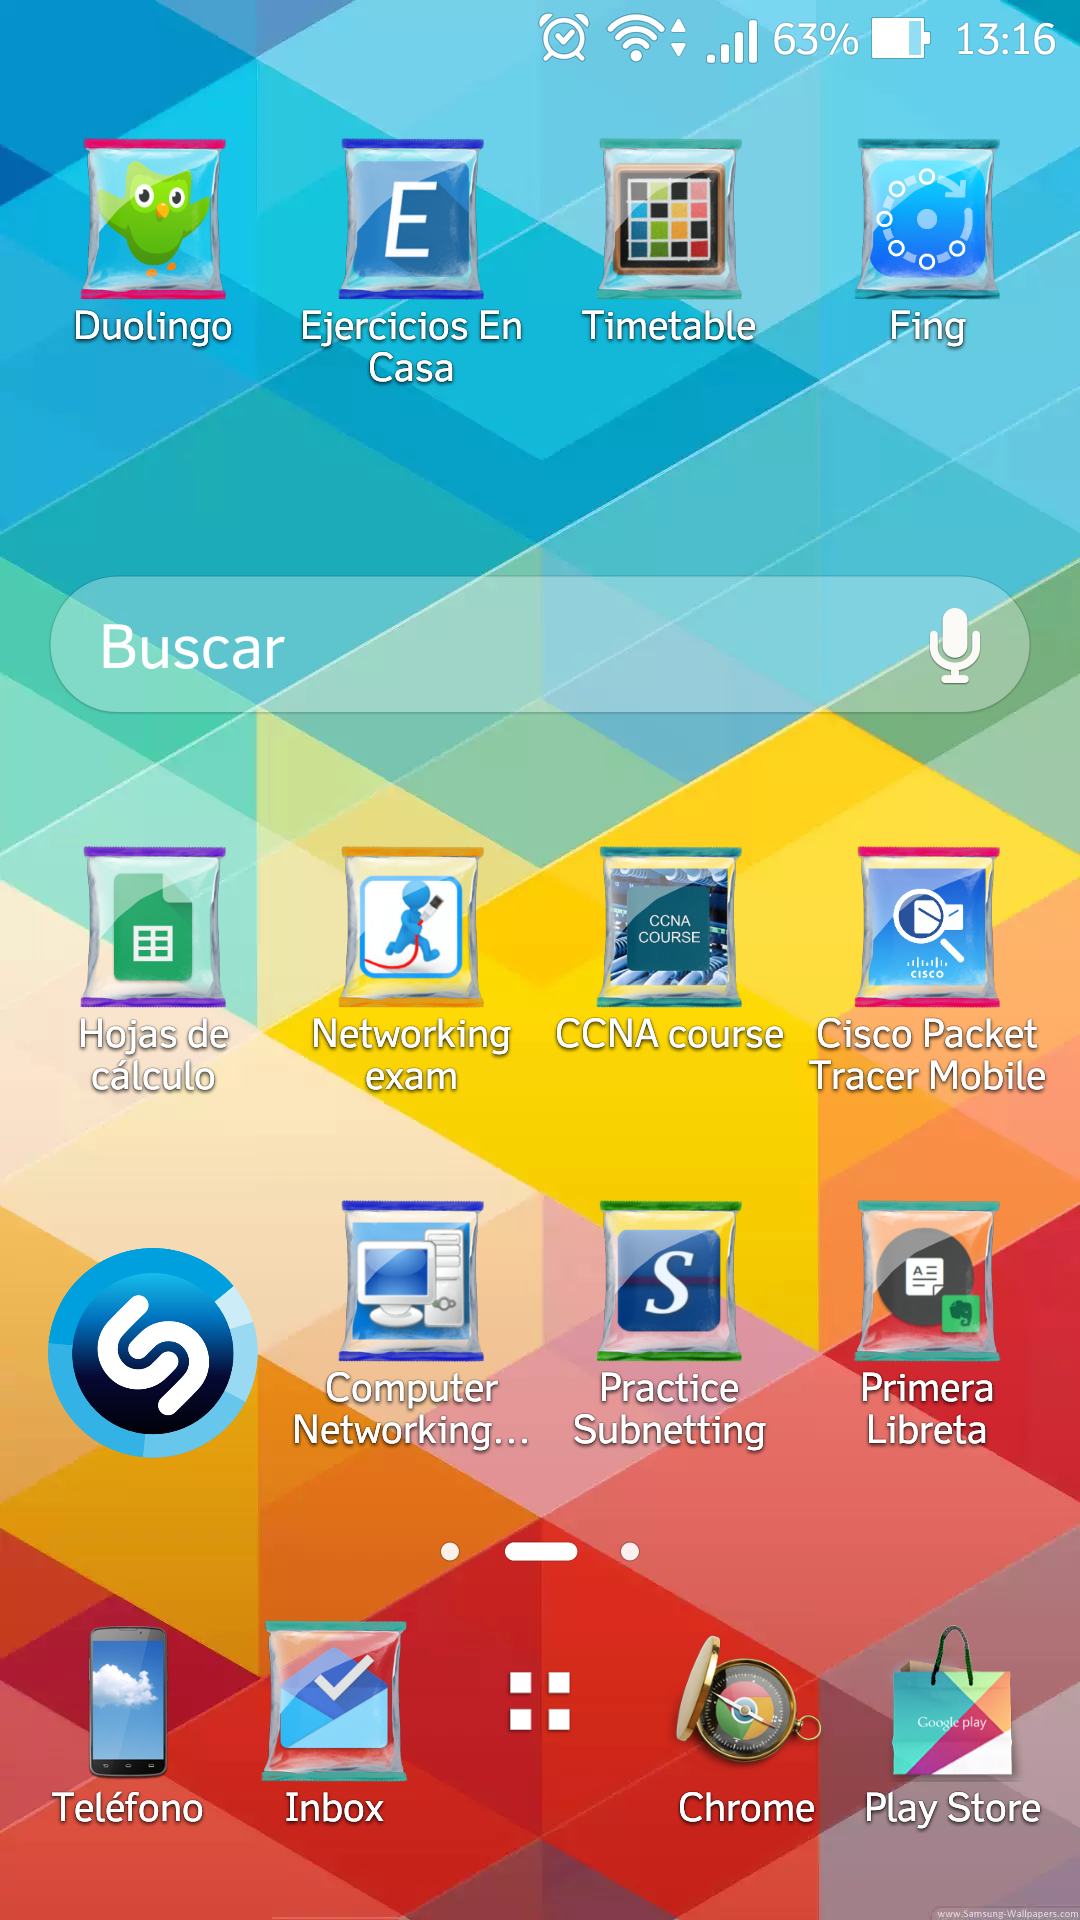 63% 13:16
E
Duolingo
Ejercicios En
Casa
Timetable
Fing
Buscar
CCNA
COURSE
CISCO
Hojas de
cálculo
Networking
exam
CCNA course
Cisco Packet
Tracer Mobile
S
A
Computer
Networking...
Practice
Subnetting
Primera
Libreta
Google play
Teléfono
Inbox
Chrome
Play Store
www.Samsung-Wallpapers.com